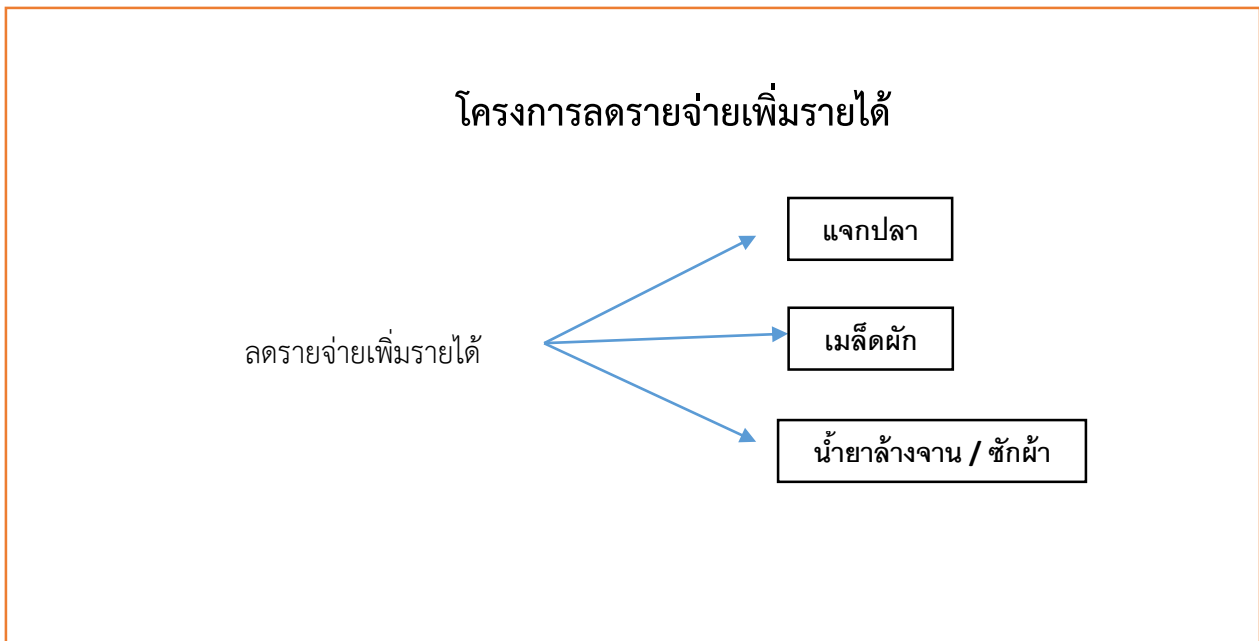 โครงการลดรายจ่ายเพิ่มรายได้
แจกปลา
ลดรายจ่ายเพิ่มรายได้
เมล็ดผัก
น้ำยาล้างจาน / ซักผ้า